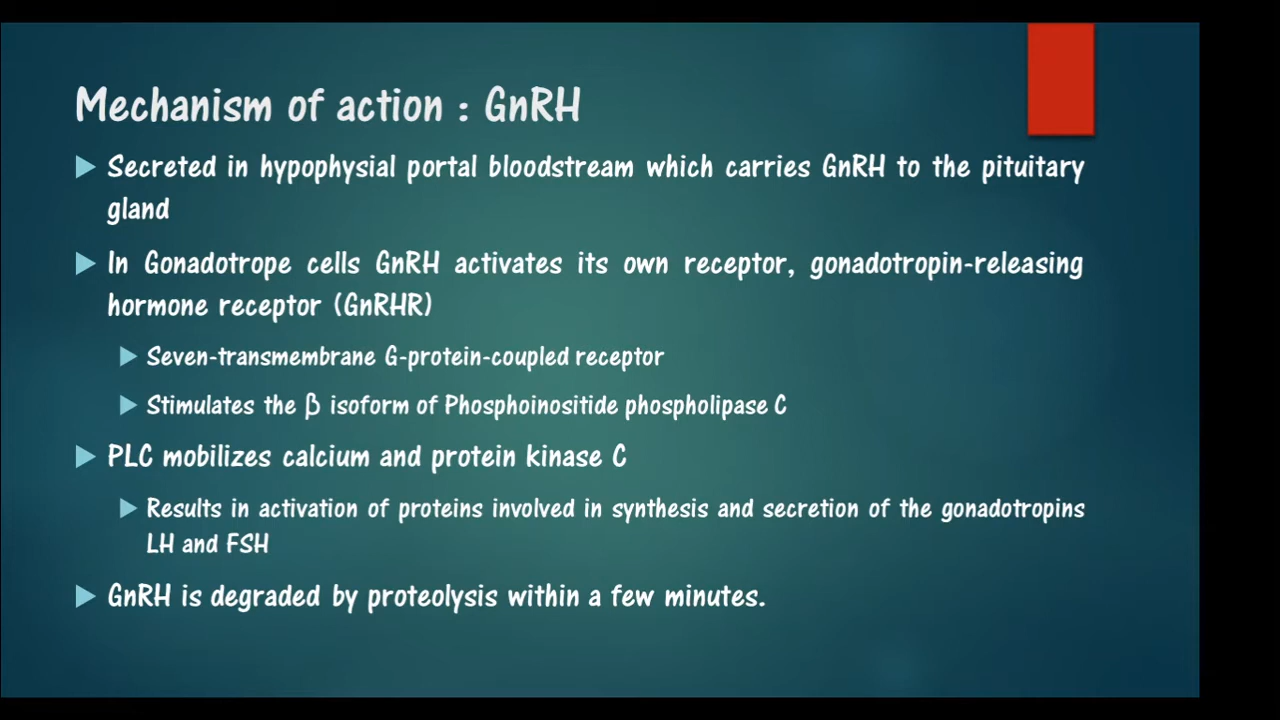 Mechanism of action : GnRH
Secreted in hypophysial portal bloodstream which carries GnRH to the pituitary
gland
In Gonadotrope cells GnRH activates its own receptor, gonadotropin-releasing
hormone receptor (GnRHR)
Seven-transmembrane G-protein-coupled receptor
Stimulates the β isoform of Phosphoinositide phospholipase C
PLC mobilizes calcium and protein kinase C
Results in activation of proteins involved in synthesis and secretion of the gonadotropins
LH and FSH
GnRH is degraded by proteolysis within a few minutes.